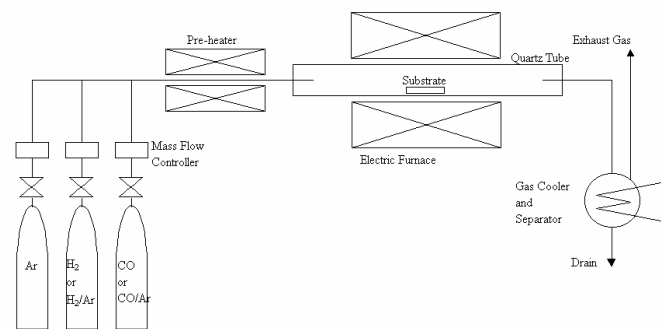 Pre-heater
Exhaust Gas
Quartz Tube
Substrate
Mass Flow
Controller
Electric Furnace
Gas Cooler
and
Separator
Drain
Ar
H₂
or
H₂/Ar
CO
or
CO/Ar